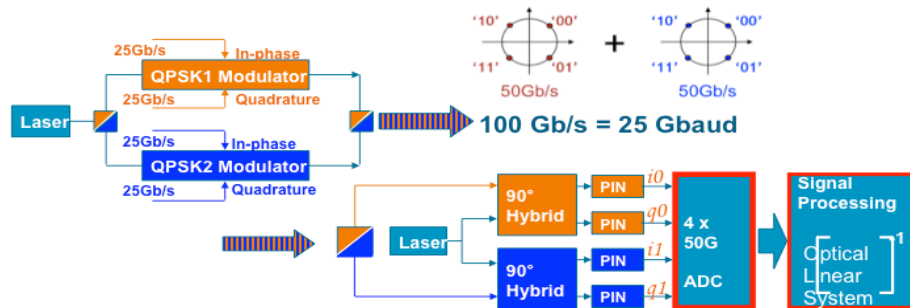 25Gb/s
In-phase
QPSK1 Modulator
25Gb/s
Quadrature
Laser
25Gb/s
In-phase
QPSK2 Modulator
25Gb/s
Quadrature
'10'
'00'
'11'
'01'
50Gb/s
+
'10'
'00'
'11'
'01'
50Gb/s
100 Gb/s = 25 Gbaud
Laser
90°
Hybrid
90°
Hybrid
PIN
i0
PIN
q0
PIN
i1
PIN
q1
4 x
50G
ADC
Signal
Processing
Optical
Linear
System
-1